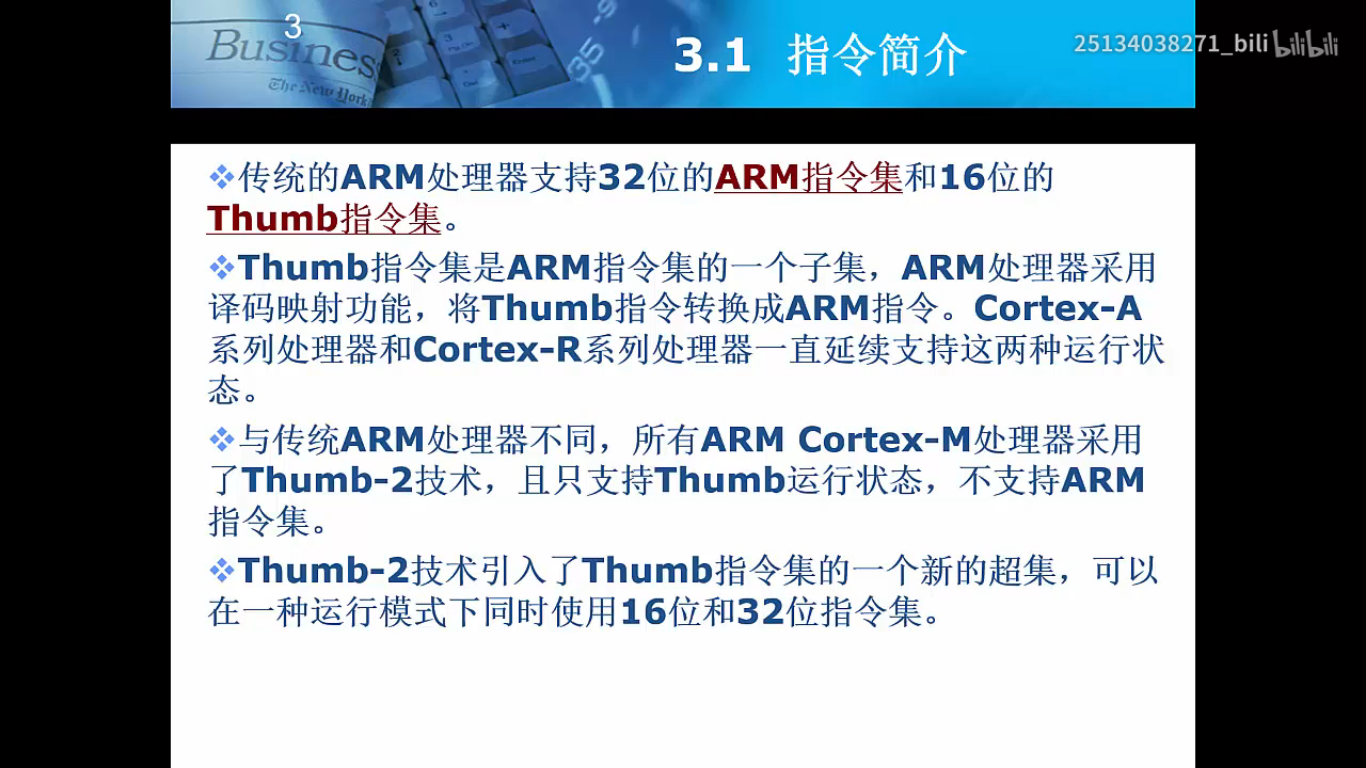 3
Business
The New York
3.1 指令简介
25134038271_bili bilibili
❖传统的ARM处理器支持32位的ARM指令集和16位的
Thumb指令集。
❖Thumb指令集是ARM指令集的一个子集，ARM处理器采用
译码映射功能，将Thumb指令转换成ARM指令。Cortex-A
系列处理器和Cortex-R系列处理器一直延续支持这两种运行状
态。
❖与传统ARM处理器不同，所有ARM Cortex-M处理器采用
了Thumb-2技术，且只支持Thumb运行状态，不支持ARM
指令集。
❖Thumb-2技术引入了Thumb指令集的一个新的超集，可以
在一种运行模式下同时使用16位和32位指令集。